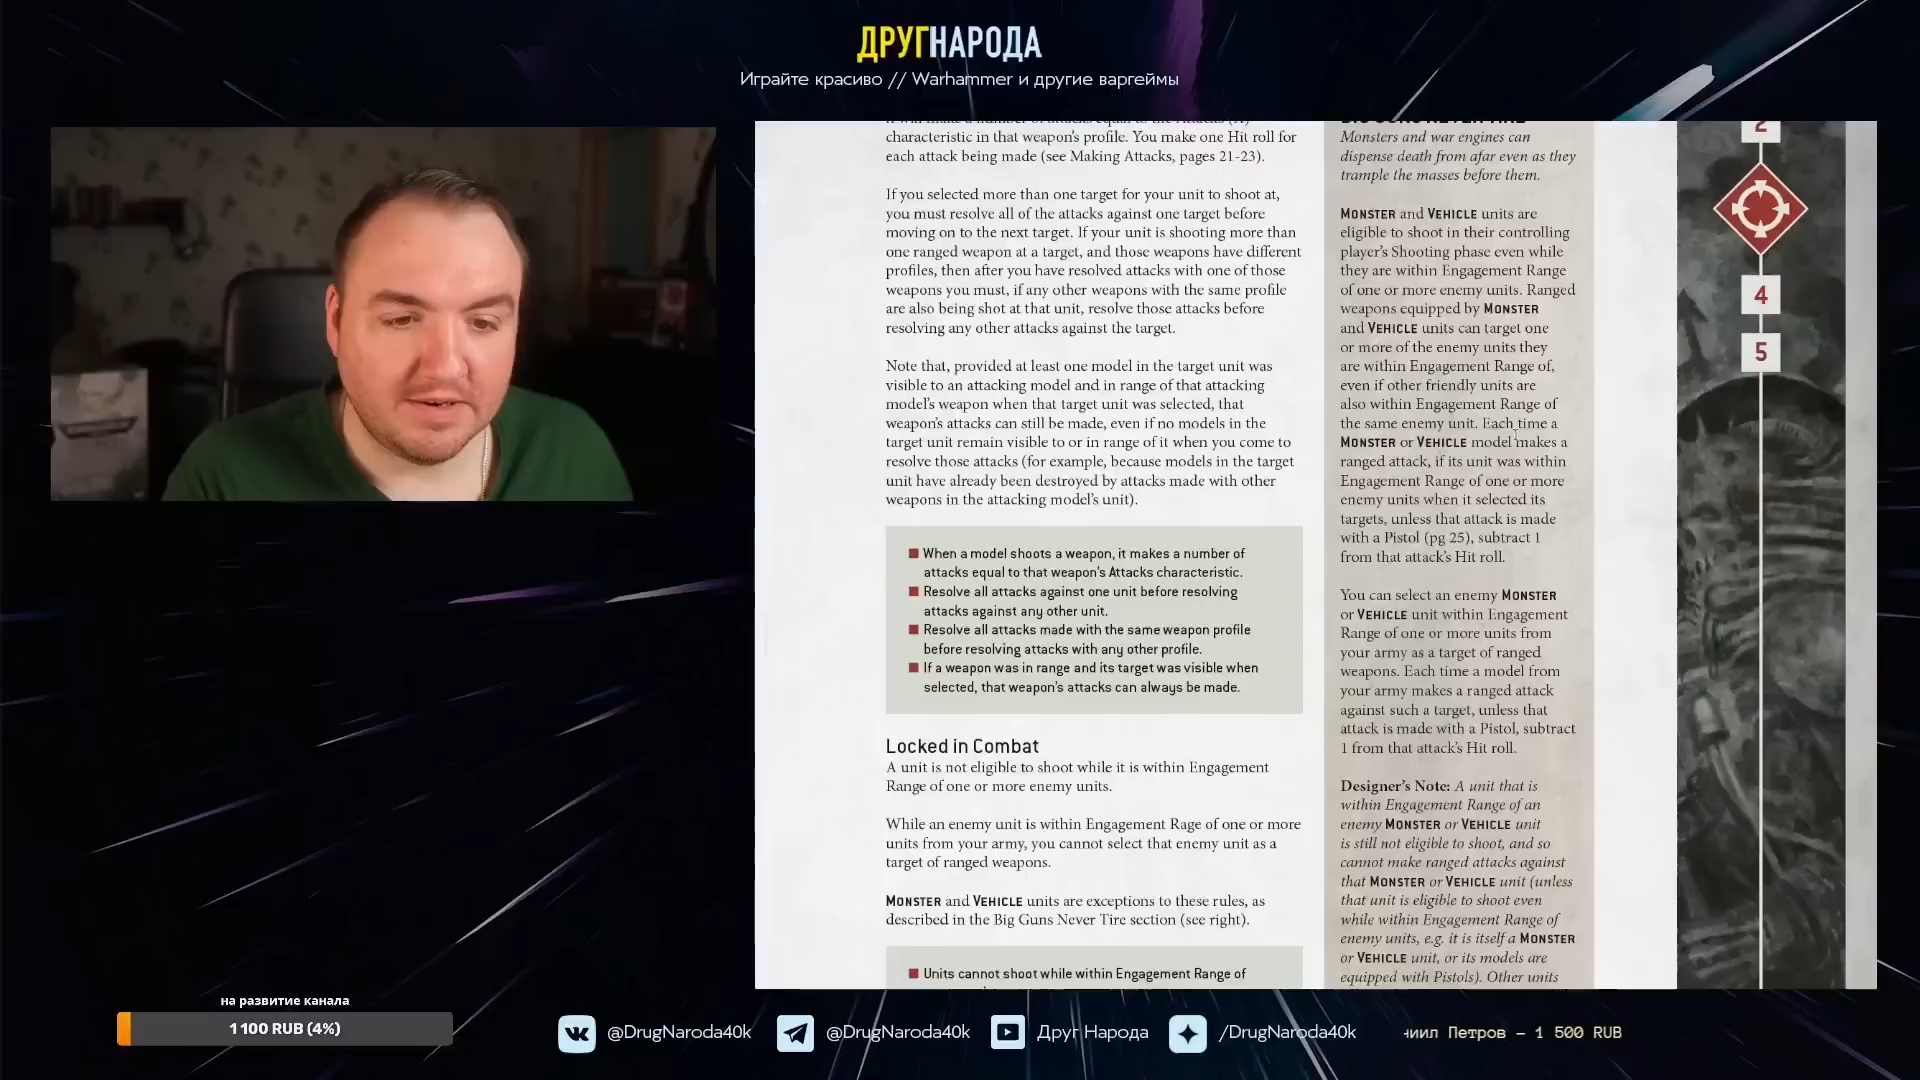 ДРУГНАРОДА
Играйте красиво // Warhammer и другие варгеймы
it will make a number of attacks equal to the Attacks (A)
characteristic in that weapon's profile. You make one Hit roll for
each attack being made (see Making Attacks, pages 21-23).
If you selected more than one target for your unit to shoot at,
you must resolve all of the attacks against one target before
moving on to the next target. If your unit is shooting more than
one ranged weapon at a target, and those weapons have different
profiles, then after you have resolved attacks with one of those
weapons you must, if any other weapons with the same profile
are also being shot at that unit, resolve those attacks before
resolving any other attacks against the target.
Note that, provided at least one model in the target unit was
visible to an attacking model and in range of that attacking
model's weapon when that target unit was selected, that
weapon's attacks can still be made, even if no models in the
target unit remain visible to or in range of it when you come to
resolve those attacks (for example, because models in the target
unit have already been destroyed by attacks made with other
weapons in the attacking model's unit).
When a model shoots a weapon, it makes a number of
attacks equal to that weapon's Attacks characteristic.
Resolve all attacks against one unit before resolving
attacks against any other unit.
Resolve all attacks made with the same weapon profile
before resolving attacks with any other profile.
If a weapon was in range and its target was visible when
selected, that weapon's attacks can always be made.
Locked in Combat
A unit is not eligible to shoot while it is within Engagement
Range of one or more enemy units.
While an enemy unit is within Engagement Rage of one or more
units from your army, you cannot select that enemy unit as a
target of ranged weapons.
MONSTER and VEHICLE units are exceptions to these rules, as
described in the Big Guns Never Tire section (see right).
Units cannot shoot while within Engagement Range of
BIG GUNS NEVER TIRE
Monsters and war engines can
dispense death from afar even as they
trample the masses before them.
MONSTER and VEHICLE units are
eligible to shoot in their controlling
player's Shooting phase even while
they are within Engagement Range
of one or more enemy units. Ranged
weapons equipped by MONSTER
and VEHICLE units can target one
or more of the enemy units they
are within Engagement Range of,
even if other friendly units are
also within Engagement Range of
the same enemy unit. Each time a
MONSTER or VEHICLE model makes a
ranged attack, if its unit was within
Engagement Range of one or more
enemy units when it selected its
targets, unless that attack is made
with a Pistol (pg 25), subtract 1
from that attack's Hit roll.
You can select an enemy MONSTER
or VEHICLE unit within Engagement
Range of one or more units from
your army as a target of ranged
weapons. Each time a model from
your army makes a ranged attack
against such a target, unless that
attack is made with a Pistol, subtract
1 from that attack's Hit roll.
Designer's Note: A unit that is
within Engagement Range of an
enemy MONSTER or VEHICLE unit
is still not eligible to shoot, and so
cannot make ranged attacks against
that MONSTER or VEHICLE unit (unless
that unit is eligible to shoot even
while within Engagement Range of
enemy units, e.g. it is itself a MONSTER
or VEHICLE unit, or its models are
equipped with Pistols). Other units
2
4
5
на развитие канала
1 100 RUB (4%)
@DrugNaroda40k
@DrugNaroda40k
Друг Народа
/DrugNaroda40k
ниил Петров – 1 500 RUB